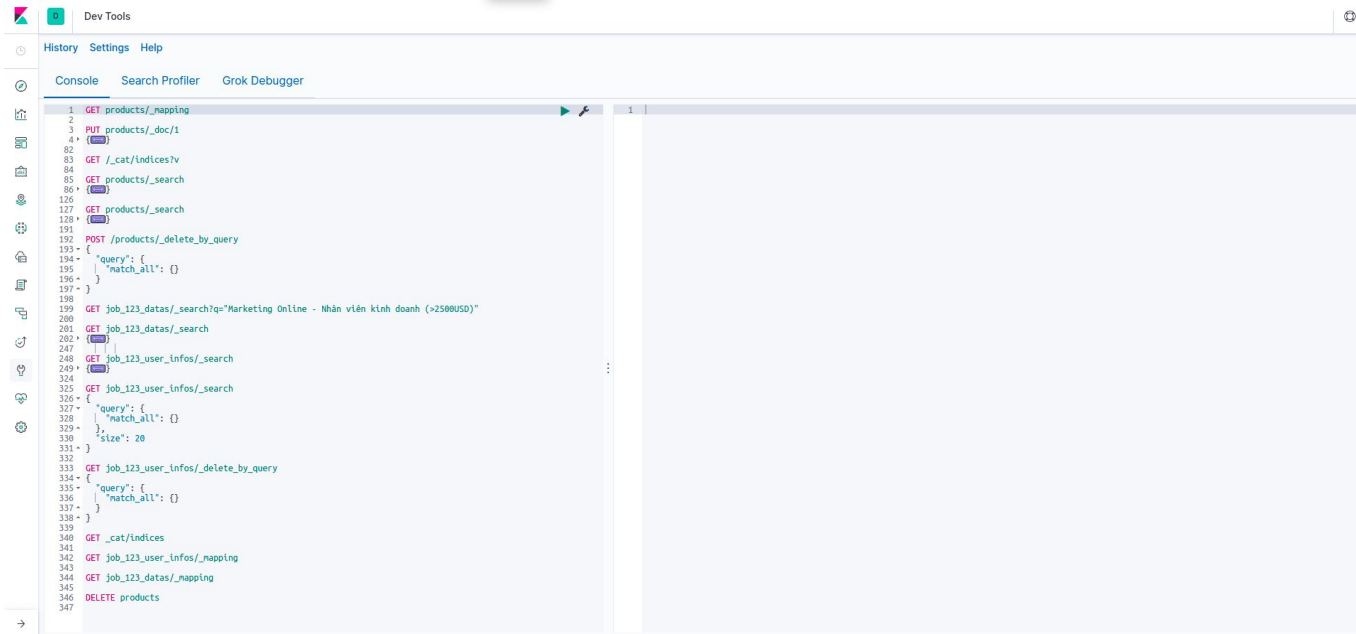 D Dev Tools
History Settings Help
Console Search Profiler Grok Debugger
1 GET products/_mapping
2
3 PUT products/_doc/1
4 {}
82
83 GET /_cat/indices?v
84
85 GET products/_search
86 {}
126
127 GET products/_search
128 {}
191
192 POST /products/_delete_by_query
193 {
194 "query": {
195 "match_all": {}
196 }
197 }
198
199 GET job_123_datas/_search?q="Marketing Online - Nhân viên kinh doanh (>2500USD)"
200
201 GET job_123_datas/_search
202 {}
247
248 GET job_123_user_infos/_search
249 {}
324
325 GET job_123_user_infos/_search
326 {
327 "query": {
328 "match_all": {}
329 },
330 "size": 20
331 }
332
333 GET job_123_user_infos/_delete_by_query
334 {
335 "query": {
336 "match_all": {}
337 }
338 }
339
340 GET _cat/indices
341
342 GET job_123_user_infos/_mapping
343
344 GET job_123_datas/_mapping
345
346 DELETE products
347
1